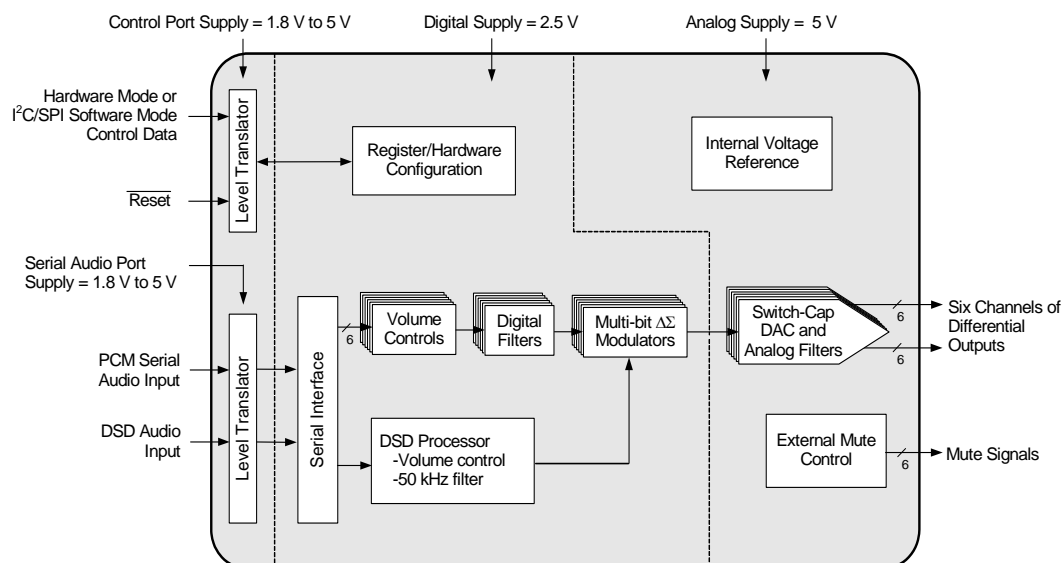 Control Port Supply = 1.8 V to 5 V
Digital Supply = 2.5 V
Analog Supply = 5 V
Hardware Mode or
I²C/SPI Software Mode
Control Data
Reset
Level Translator
Register/Hardware
Configuration
Internal Voltage
Reference
Serial Audio Port
Supply = 1.8 V to 5 V
PCM Serial
Audio Input
DSD Audio
Input
Level Translator
Serial Interface
6
Volume
Controls
Digital
Filters
Multi-bit ΔΣ
Modulators
Switch-Cap
DAC and
Analog Filters
6
6
Six Channels of
Differential
Outputs
DSD Processor
-Volume control
-50 kHz filter
External Mute
Control
6
Mute Signals